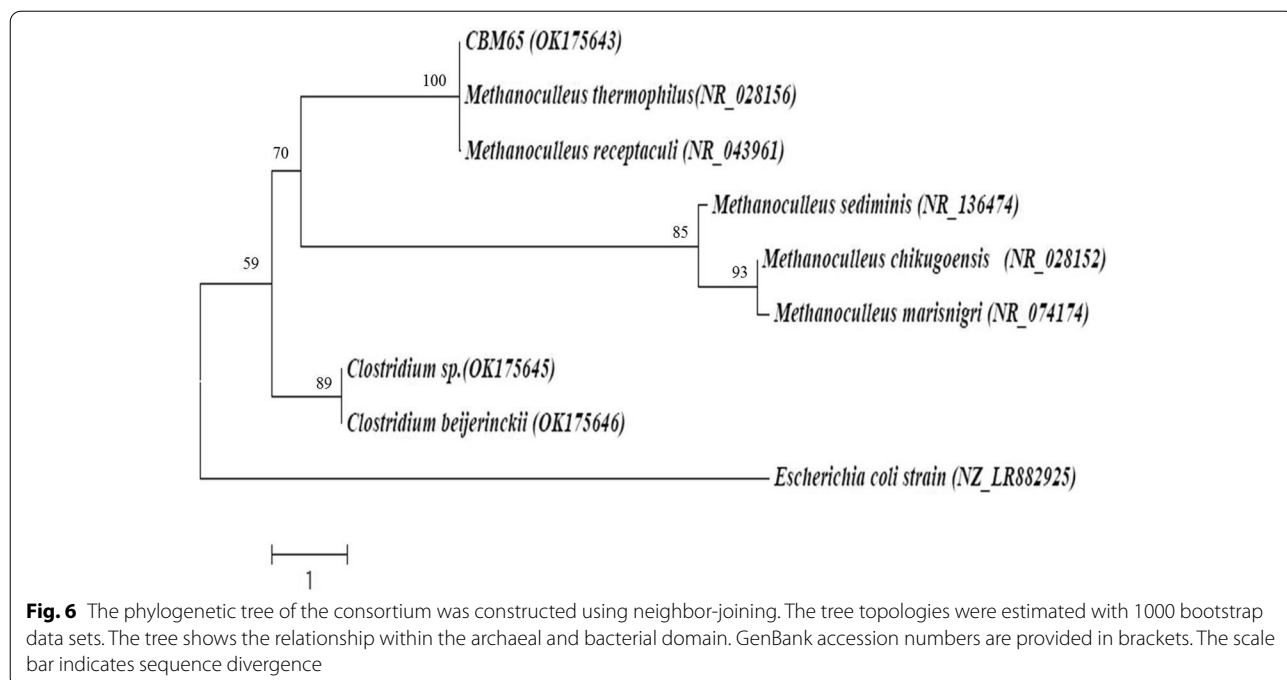 CBM65 (OK175643)
100
Methanoculleus thermophilus(NR_028156)
Methanoculleus receptaculi (NR_043961)
70
Methanoculleus sediminis (NR_136474)
85
Methanoculleus chikugoensis (NR_028152)
59
93
Methanoculleus marisnigri (NR_074174)
Clostridium sp.(OK175645)
89
Clostridium beijerinckii (OK175646)
Escherichia coli strain (NZ_LR882925)
1
Fig. 6 The phylogenetic tree of the consortium was constructed using neighbor-joining. The tree topologies were estimated with 1000 bootstrap
data sets. The tree shows the relationship within the archaeal and bacterial domain. GenBank accession numbers are provided in brackets. The scale
bar indicates sequence divergence